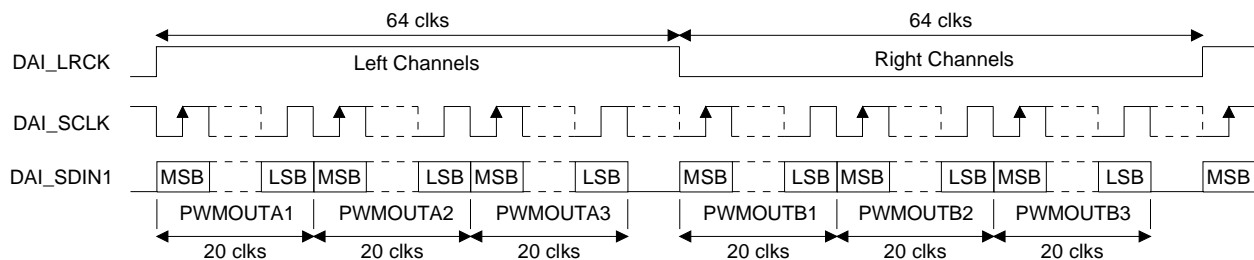 64 clks 64 clks
DAI_LRCK Left Channels Right Channels
DAI_SCLK
DAI_SDIN1 MSB LSB MSB LSB MSB LSB MSB LSB MSB LSB MSB LSB MSB
PWMOUTA1 PWMOUTA2 PWMOUTA3 PWMOUTB1 PWMOUTB2 PWMOUTB3
20 clks 20 clks 20 clks 20 clks 20 clks 20 clks